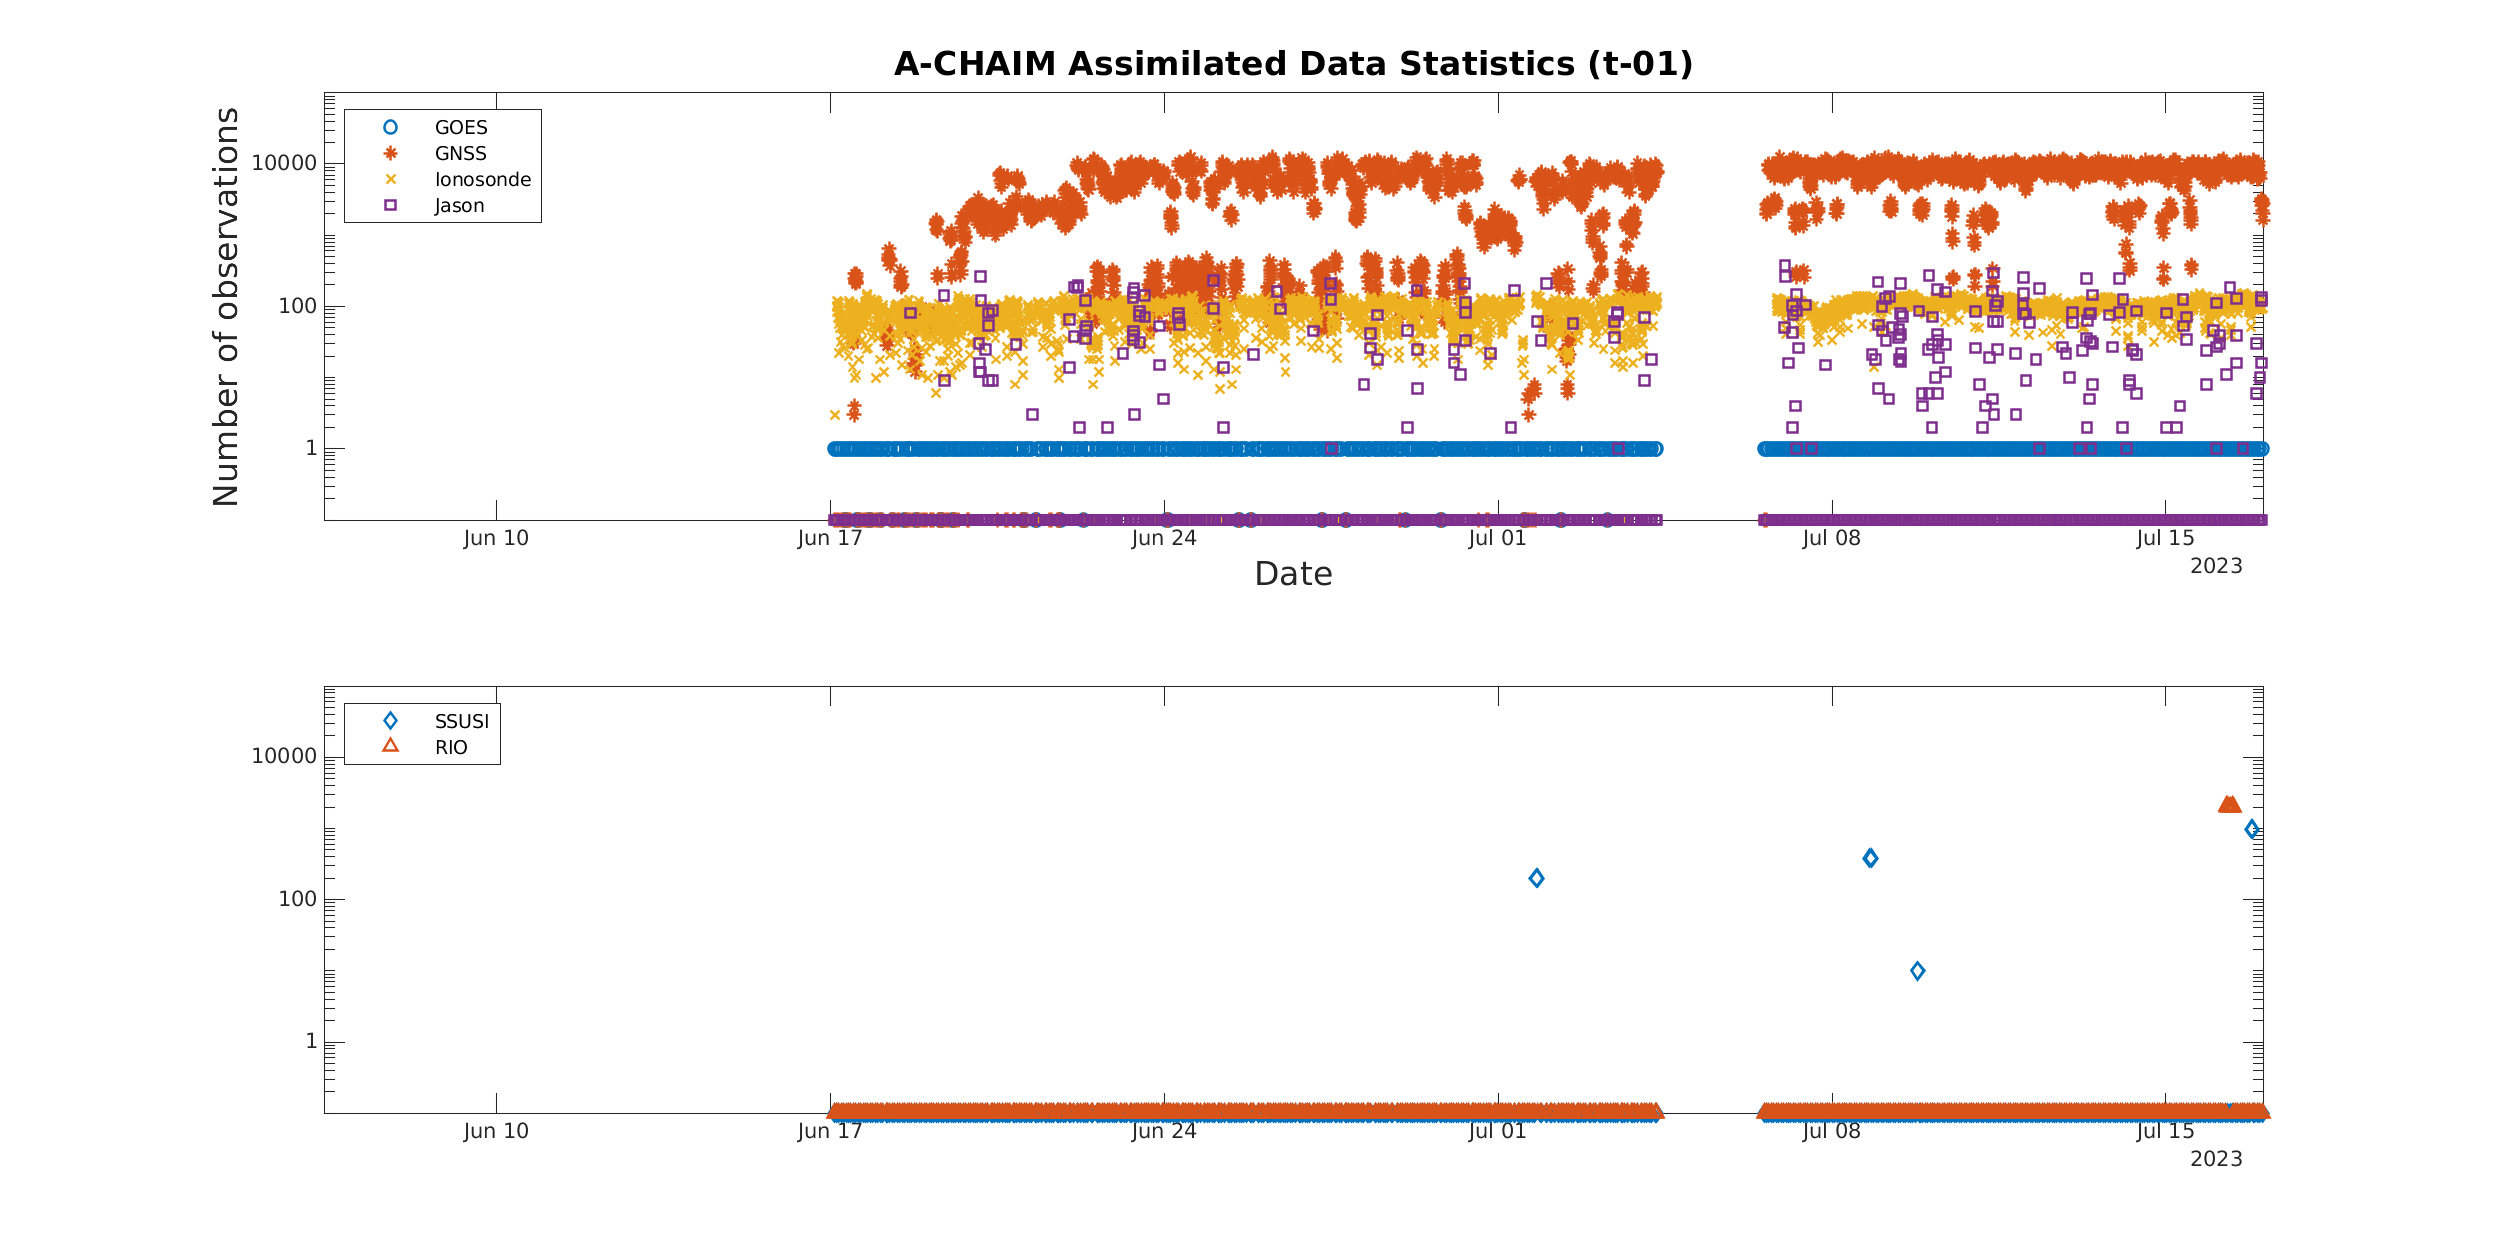 A-CHAIM Assimilated Data Statistics (t-01)
Number of observations
GOES
GNSS
Ionosonde
Jason
10000
100
1
Jun 10 Jun 17 Jun 24 Jul 01 Jul 08 Jul 15
2023
Date
SSUSI
RIO
10000
100
1
Jun 10 Jun 17 Jun 24 Jul 01 Jul 08 Jul 15
2023